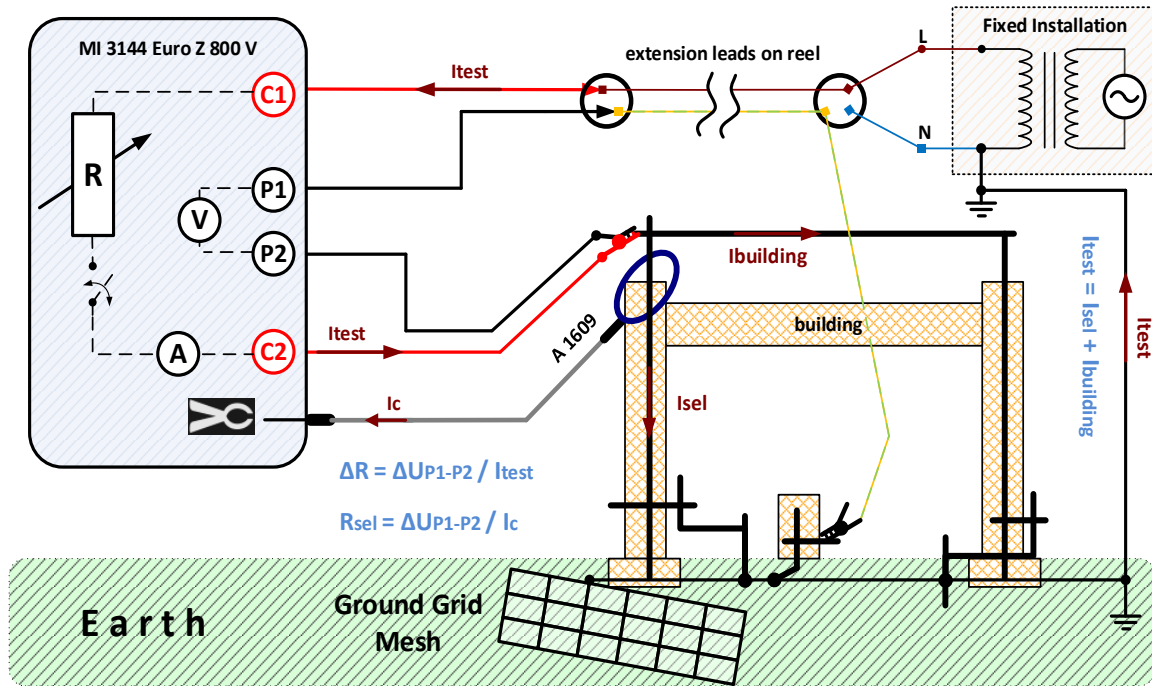 MI 3144 Euro Z 800 V
C1
R
P1
V
P2
A
C2
Itest
extension leads on reel
L
N
Fixed Installation
Itest
Ibuilding
A 1609
building
Isel
Ic
ΔR = ΔUP1-P2 / Itest
Rsel = ΔUP1-P2 / Ic
Itest = Isel + Ibuilding
Itest
Earth
Ground Grid
Mesh